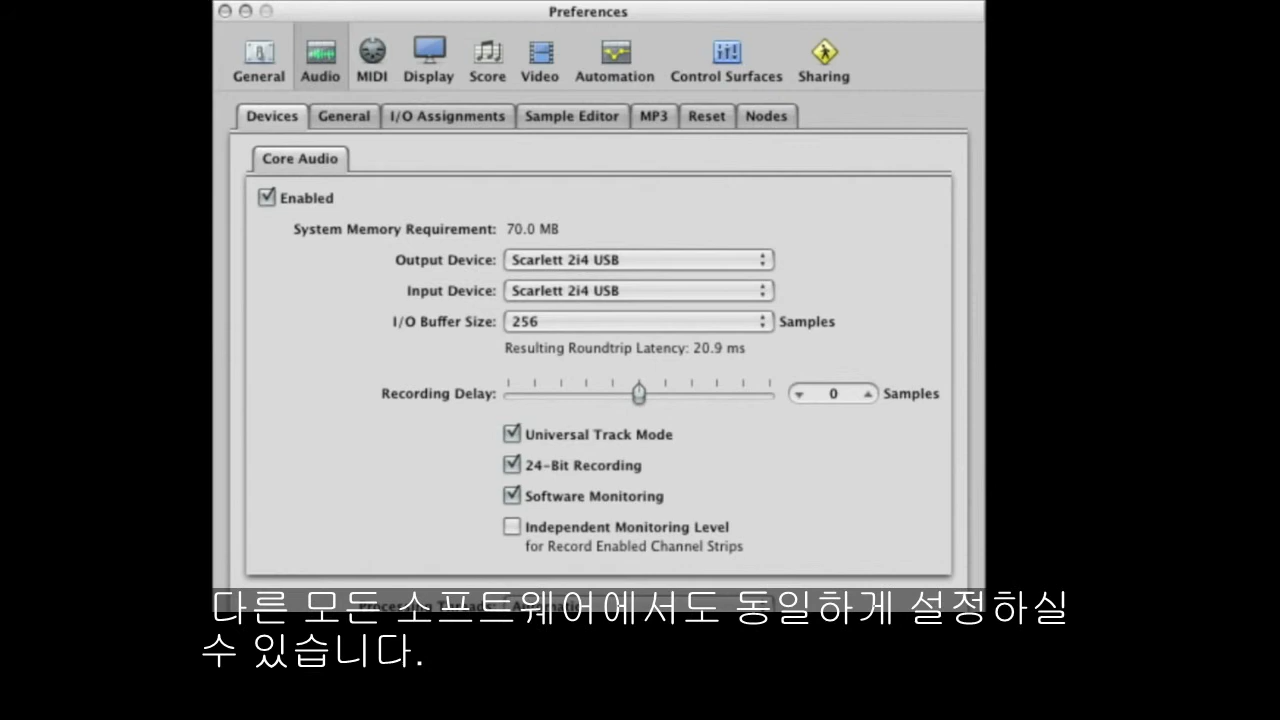 Preferences
General Audio MIDI Display Score Video Automation Control Surfaces Sharing
Devices General I/O Assignments Sample Editor MP3 Reset Nodes
Core Audio
Enabled
System Memory Requirement: 70.0 MB
Output Device: Scarlett 2i4 USB
Input Device: Scarlett 2i4 USB
I/O Buffer Size: 256 Samples
Resulting Roundtrip Latency: 20.9 ms
Recording Delay: 0 Samples
Universal Track Mode
24-Bit Recording
Software Monitoring
Independent Monitoring Level
for Record Enabled Channel Strips
다른 모든 소프트웨어에서도 동일하게 설정하실
수 있습니다.